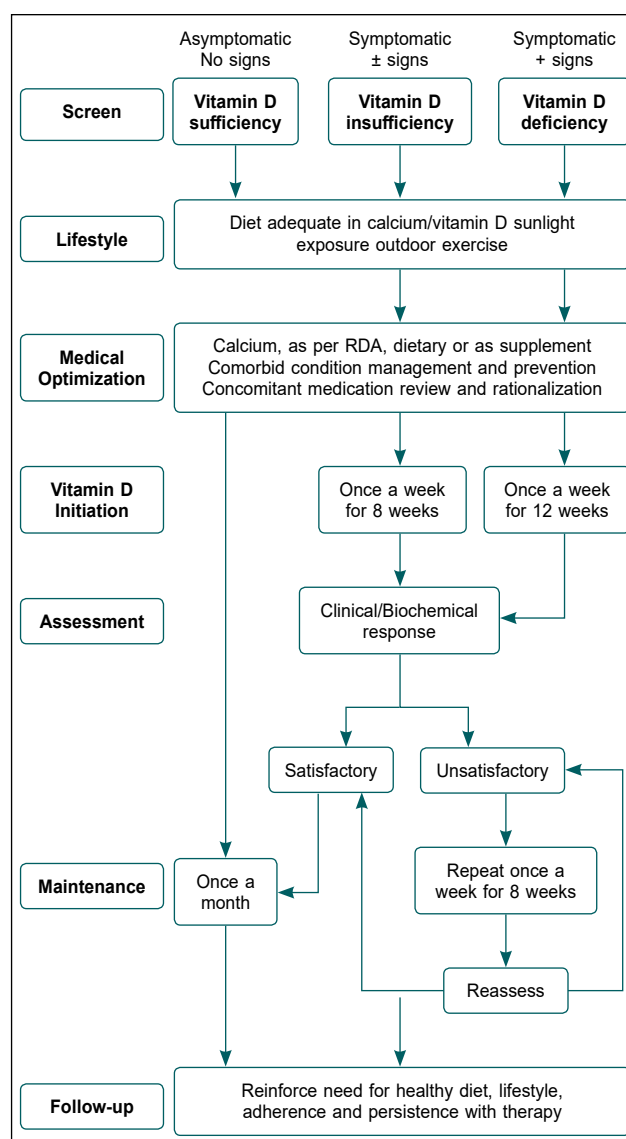 Asymptomatic
No signs
Symptomatic
± signs
Symptomatic
+ signs
Screen
Vitamin D
sufficiency
Vitamin D
insufficiency
Vitamin D
deficiency
Lifestyle
Diet adequate in calcium/vitamin D sunlight
exposure outdoor exercise
Medical
Optimization
Calcium, as per RDA, dietary or as supplement
Comorbid condition management and prevention
Concomitant medication review and rationalization
Vitamin D
Initiation
Once a week
for 8 weeks
Once a week
for 12 weeks
Assessment
Clinical/Biochemical
response
Satisfactory
Unsatisfactory
Maintenance
Once a
month
Repeat once a
week for 8 weeks
Reassess
Follow-up
Reinforce need for healthy diet, lifestyle,
adherence and persistence with therapy